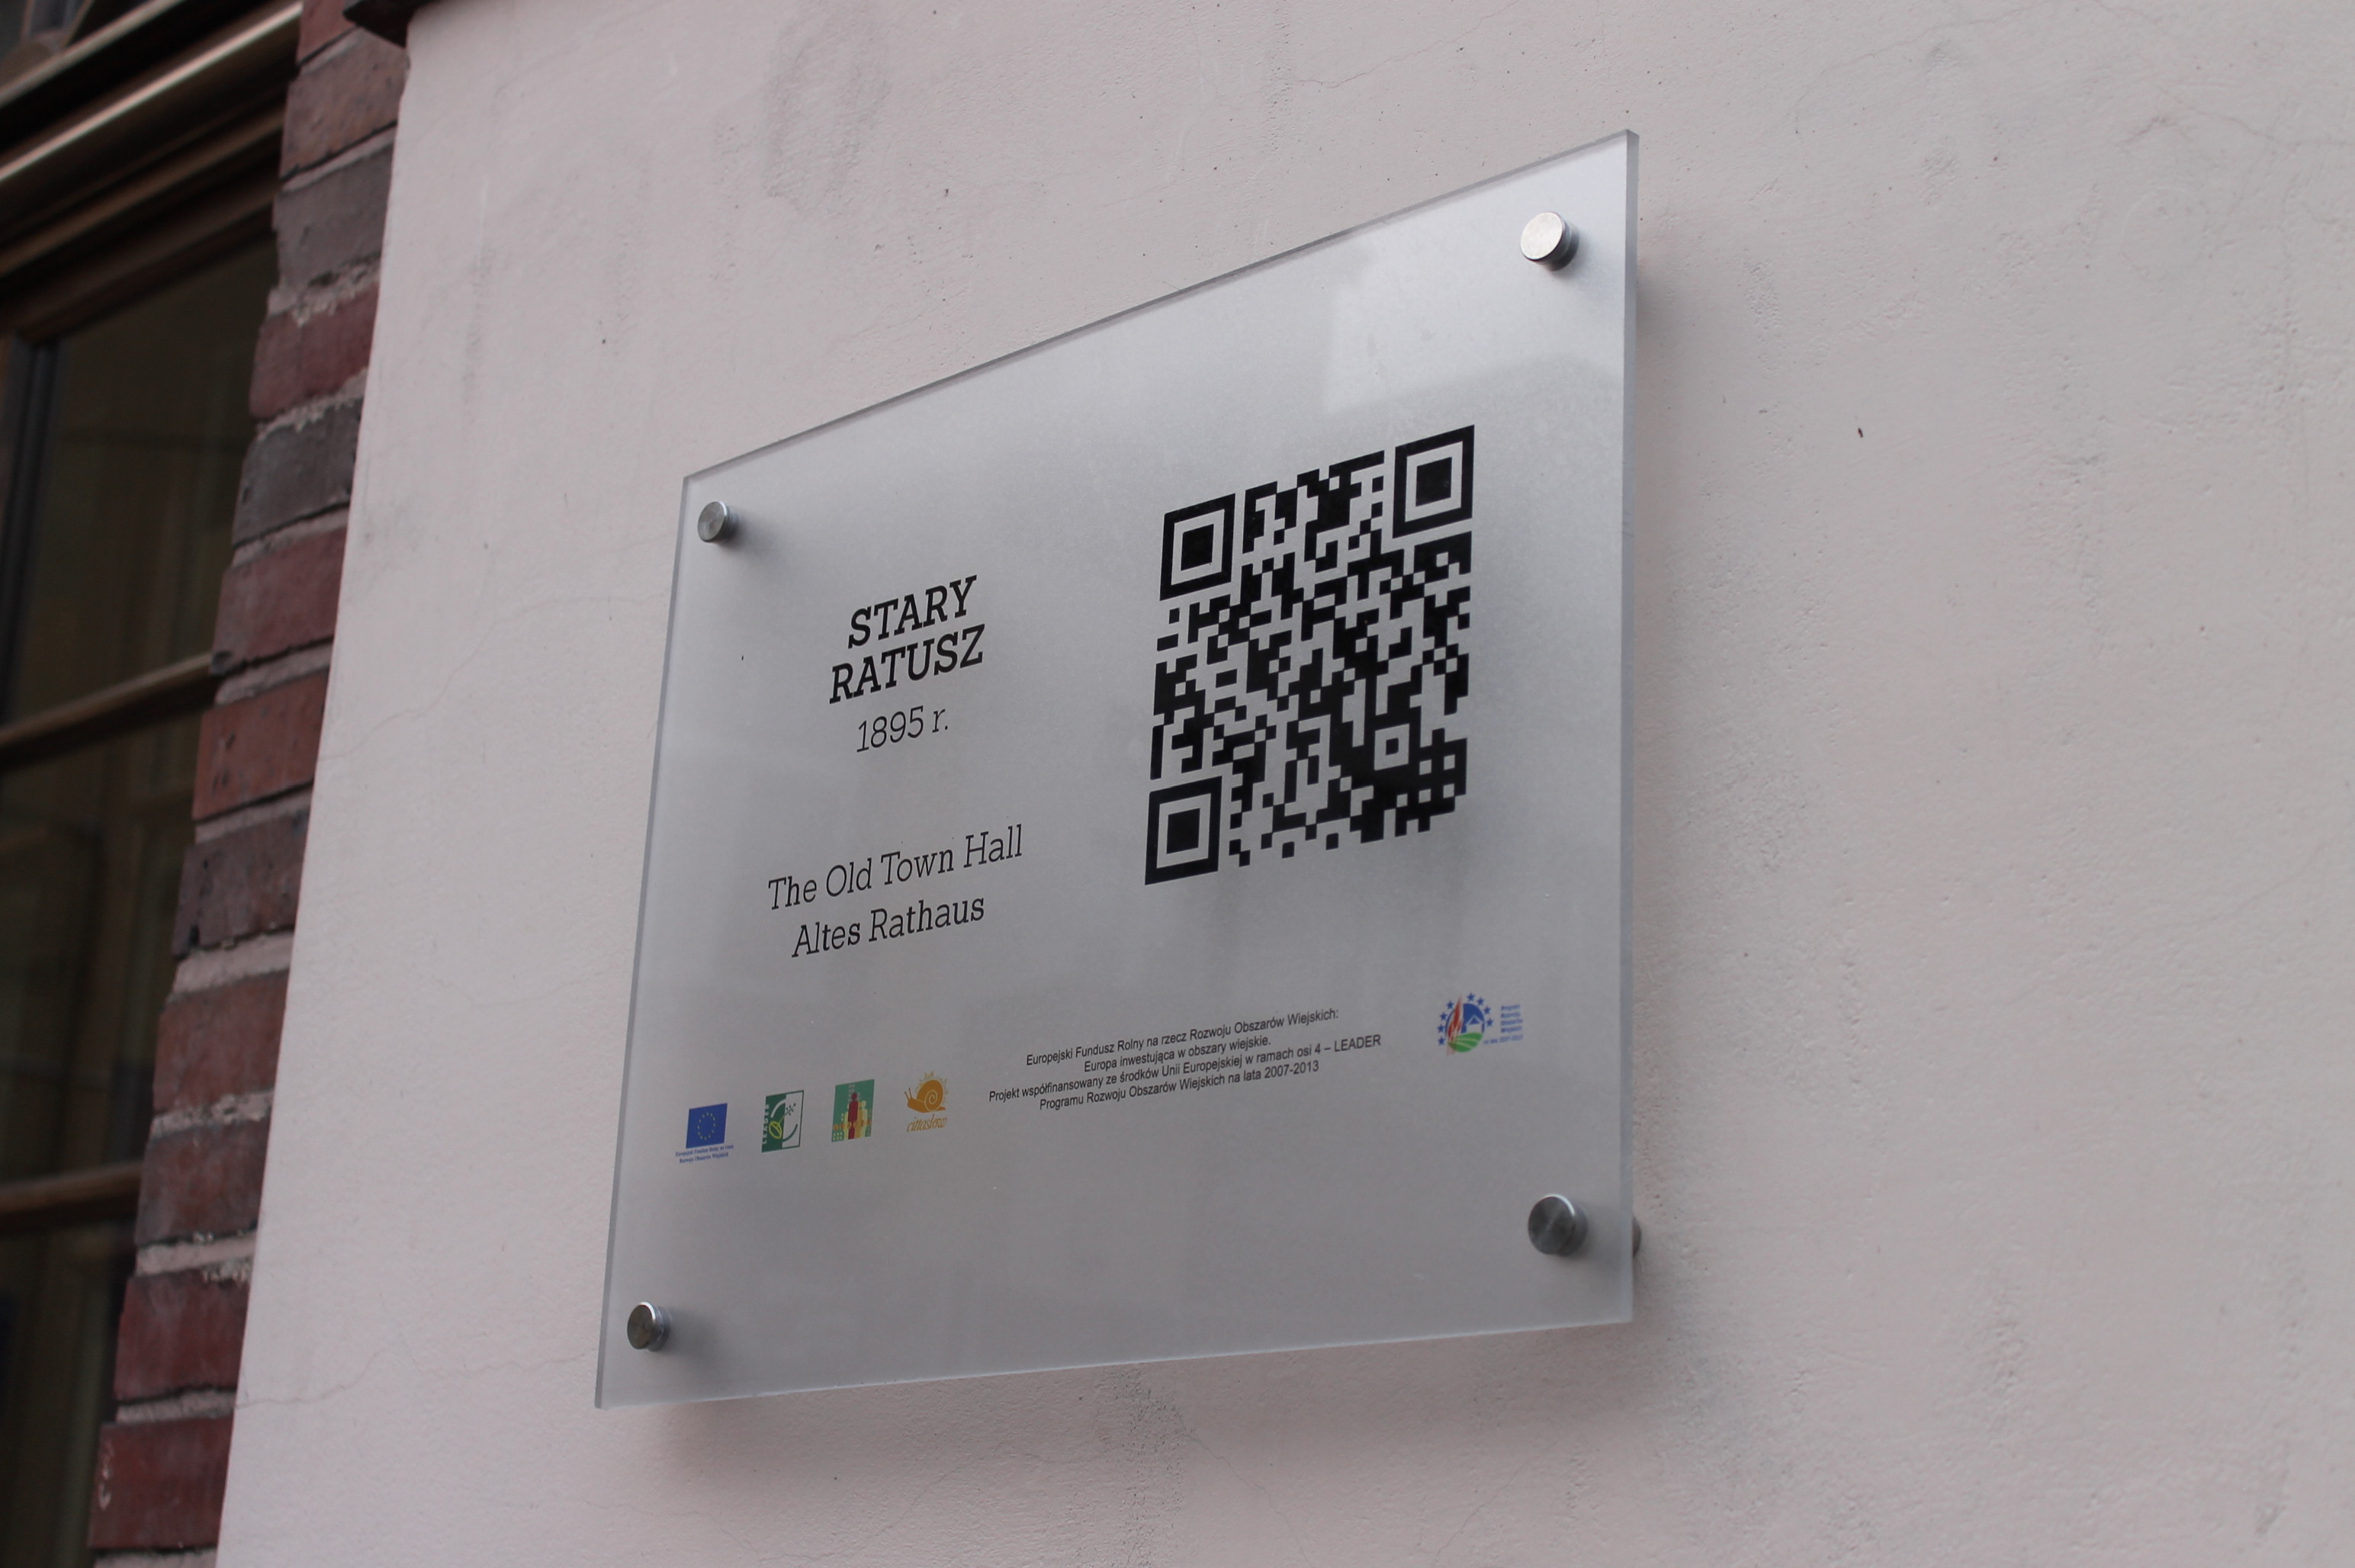 STARY
RATUSZ
1895 r.
The Old Town Hall
Altes Rathaus
Europejski Fundusz Rolny na rzecz Rozwoju Obszarów Wiejskich:
Europa inwestująca w obszary wiejskie.
Projekt współfinansowany ze środków Unii Europejskiej w ramach osi 4 – LEADER
Programu Rozwoju Obszarów Wiejskich na lata 2007-2013
LEADER
cittaslow